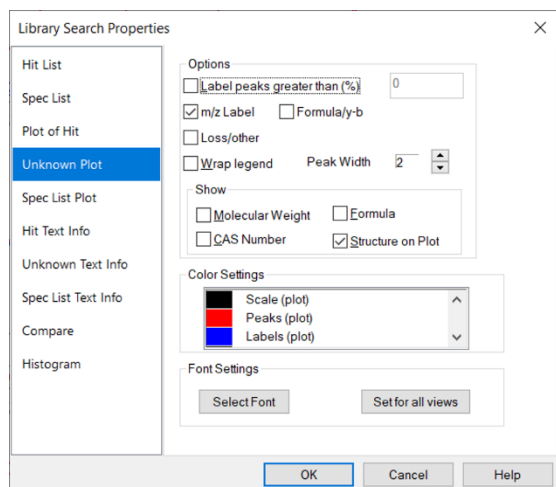 Library Search Properties
Hit List
Spec List
Plot of Hit
Unknown Plot
Spec List Plot
Hit Text Info
Unknown Text Info
Spec List Text Info
Compare
Histogram
Options
Label peaks greater than (%)
0
m/z Label
Formula/y-b
Loss/other
Wrap legend
Peak Width
2
Show
Molecular Weight
Formula
CAS Number
Structure on Plot
Color Settings
Scale (plot)
Peaks (plot)
Labels (plot)
Font Settings
Select Font
Set for all views
OK
Cancel
Help